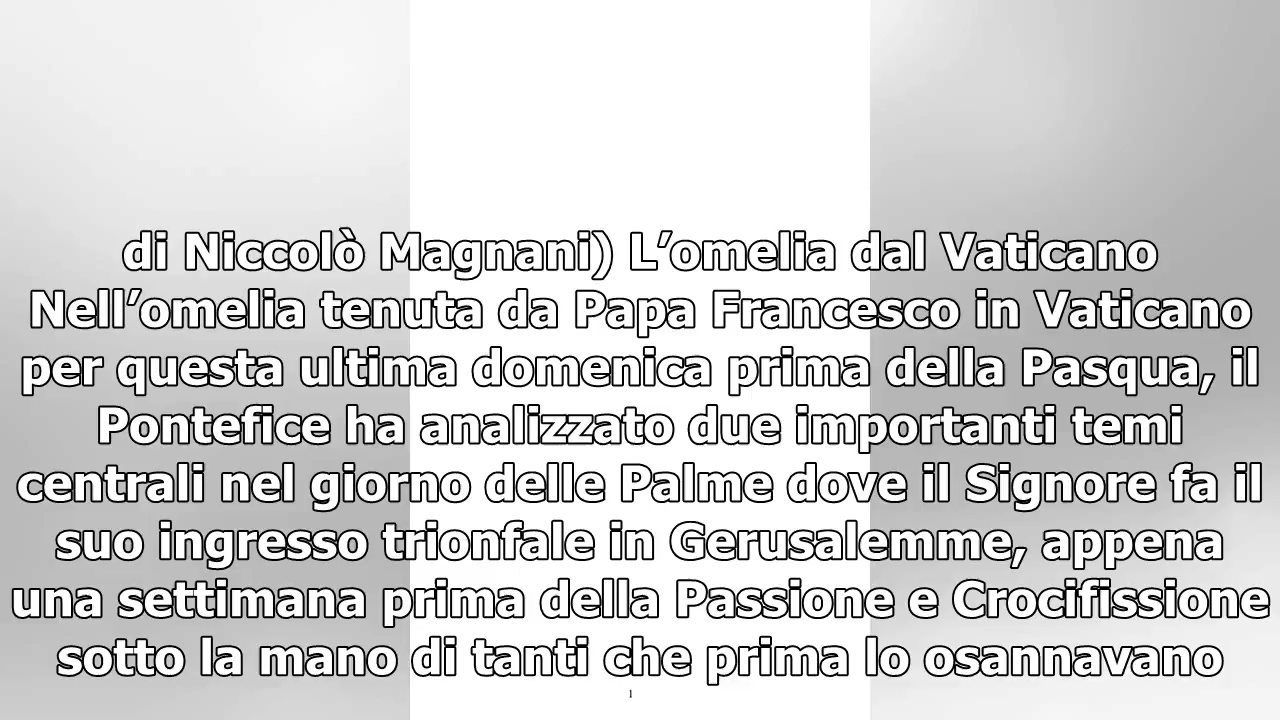 di Niccolò Magnani) L’omelia dal Vaticano
Nell’omelia tenuta da Papa Francesco in Vaticano
per questa ultima domenica prima della Pasqua, il
Pontefice ha analizzato due importanti temi
centrali nel giorno delle Palme dove il Signore fa il
suo ingresso trionfale in Gerusalemme, appena
una settimana prima della Passione e Crocifissione
sotto la mano di tanti che prima lo osannavano
1